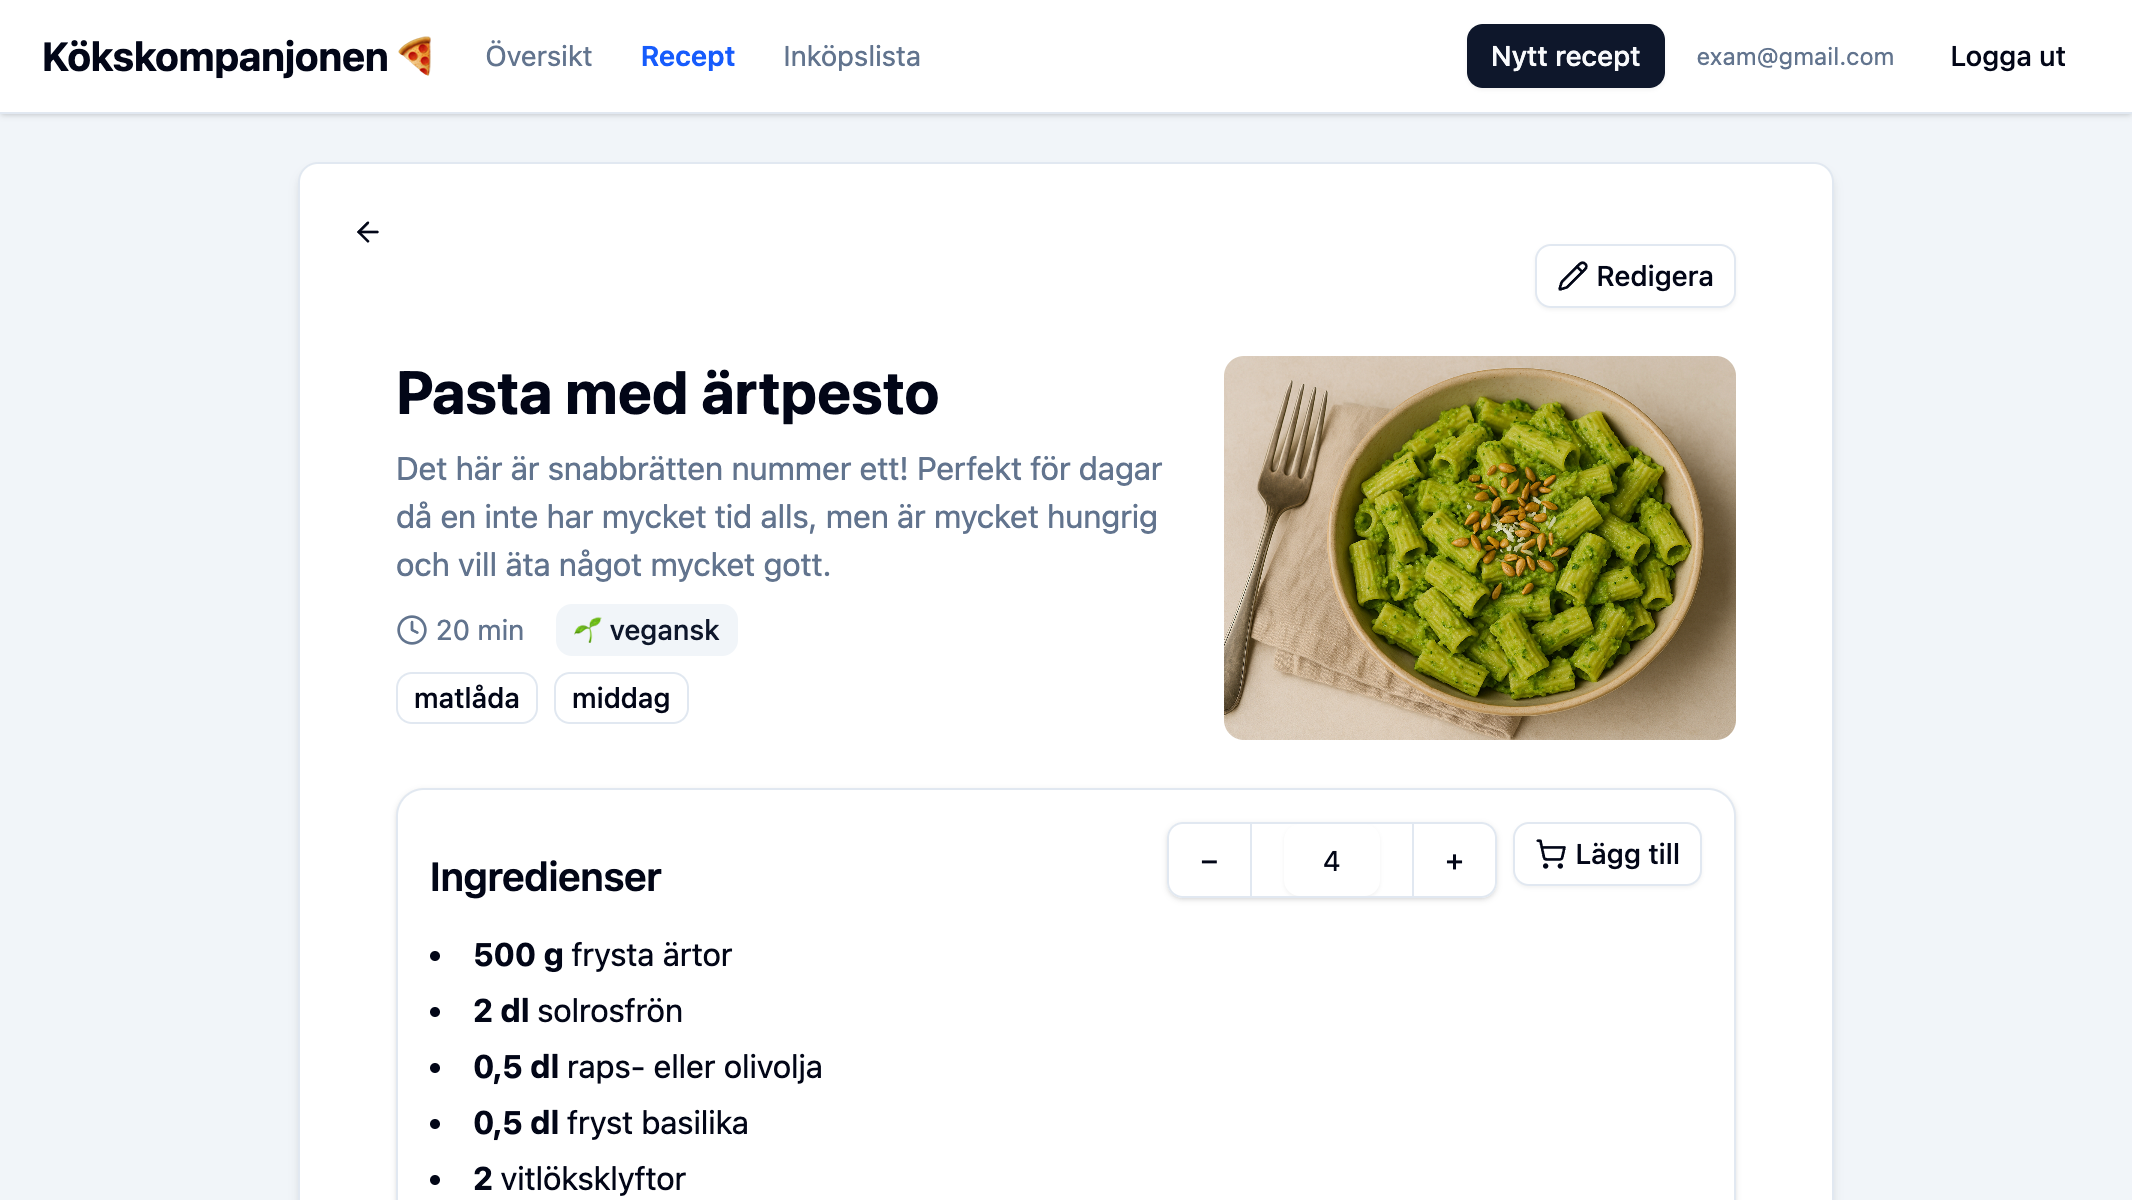 Kökskompanjonen 🍕 Översikt Recept Inköpslista Nytt recept exam@gmail.com Logga ut
Redigera
Pasta med ärtpesto
Det här är snabbrätten nummer ett! Perfekt för dagar
då en inte har mycket tid alls, men är mycket hungrig
och vill äta något mycket gott.
20 min 🌱 vegansk
matlåda middag
Ingredienser − 4 + Lägg till
• 500 g frysta ärtor
• 2 dl solrosfrön
• 0,5 dl raps- eller olivolja
• 0,5 dl fryst basilika
• 2 vitlöksklyftor